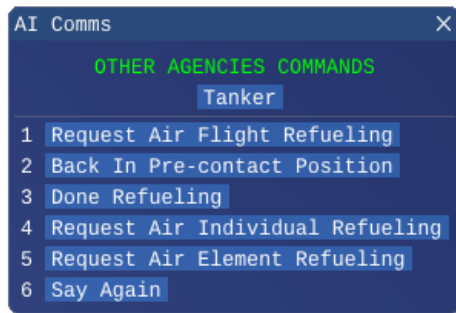 AI Comms
OTHER AGENCIES COMMANDS
Tanker
1 Request Air Flight Refueling
2 Back In Pre-contact Position
3 Done Refueling
4 Request Air Individual Refueling
5 Request Air Element Refueling
6 Say Again